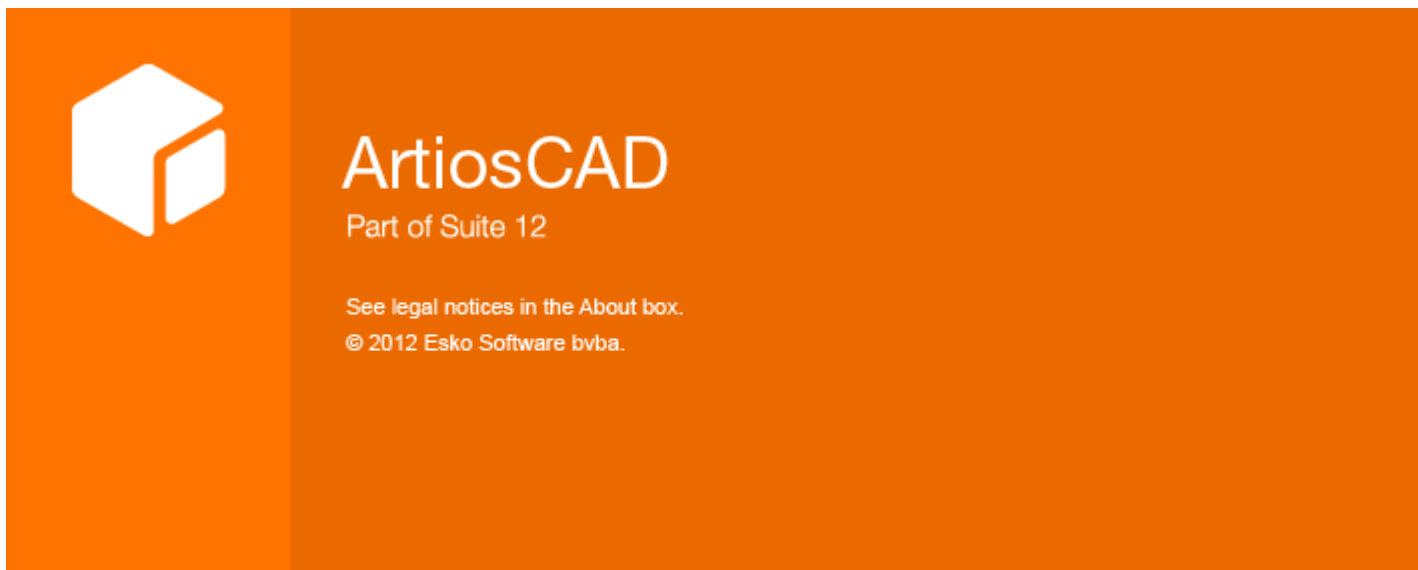 ArtiosCAD
Part of Suite 12
See legal notices in the About box.
© 2012 Esko Software bvba.